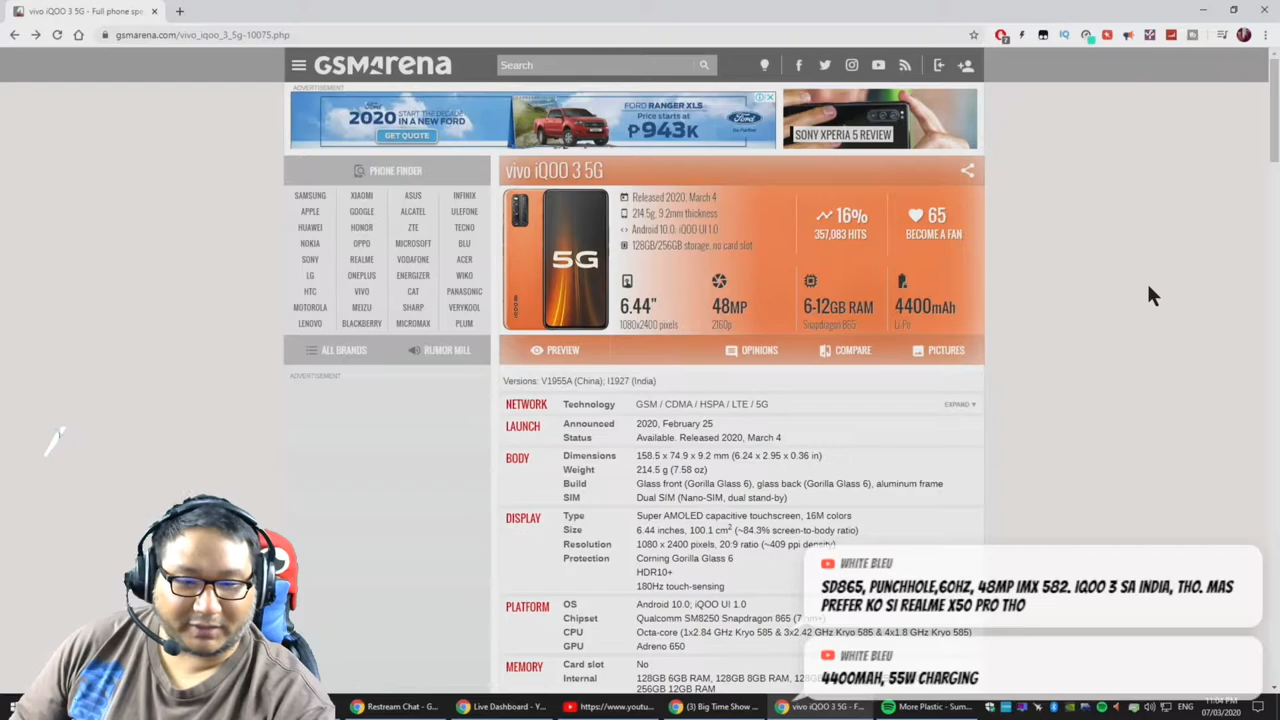 vivo iQOO 3 5G - Full phone spe
gsmarena.com/vivo_iqoo_3_5g-10075.php
GSMArena
Search
ADVERTISEMENT
2020 START THE DECADE IN A NEW FORD
GET QUOTE
FORD RANGER XLS
Price starts at
₱943K
Ford
SONY XPERIA 5 REVIEW
PHONE FINDER
SAMSUNG XIAOMI ASUS INFINIX
APPLE GOOGLE ALCATEL ULEFONE
HUAWEI HONOR ZTE TECNO
NOKIA OPPO MICROSOFT BLU
SONY REALME VODAFONE ACER
LG ONEPLUS ENERGIZER WIKO
HTC VIVO CAT PANASONIC
MOTOROLA MEIZU SHARP VERYKOOL
LENOVO BLACKBERRY MICROMAX PLUM
ALL BRANDS RUMOR MILL
ADVERTISEMENT
vivo iQOO 3 5G
5G
Released 2020, March 4
214.5g, 9.2mm thickness
Android 10.0; iQOO UI 1.0
128GB/256GB storage, no card slot
16%
357,083 HITS
65
BECOME A FAN
6.44"
1080x2400 pixels
48MP
2160p
6-12GB RAM
Snapdragon 865
4400mAh
Li-Po
PREVIEW OPINIONS COMPARE PICTURES
Versions: V1955A (China); I1927 (India)
NETWORK Technology GSM / CDMA / HSPA / LTE / 5G EXPAND ▼
LAUNCH Announced 2020, February 25
Status Available. Released 2020, March 4
BODY Dimensions 158.5 x 74.9 x 9.2 mm (6.24 x 2.95 x 0.36 in)
Weight 214.5 g (7.58 oz)
Build Glass front (Gorilla Glass 6), glass back (Gorilla Glass 6), aluminum frame
SIM Dual SIM (Nano-SIM, dual stand-by)
DISPLAY Type Super AMOLED capacitive touchscreen, 16M colors
Size 6.44 inches, 100.1 cm2 (~84.3% screen-to-body ratio)
Resolution 1080 x 2400 pixels, 20:9 ratio (~409 ppi density)
Protection Corning Gorilla Glass 6
HDR10+
180Hz touch-sensing
PLATFORM OS Android 10.0; iQOO UI 1.0
Chipset Qualcomm SM8250 Snapdragon 865 (7 nm+)
CPU Octa-core (1x2.84 GHz Kryo 585 & 3x2.42 GHz Kryo 585 & 4x1.8 GHz Kryo 585)
GPU Adreno 650
MEMORY Card slot No
Internal 128GB 6GB RAM, 128GB 8GB RAM,
256GB 12GB RAM
WHITE BLEU
SD865, PUNCHHOLE,60HZ, 48MP IMX 582. IQOO 3 SA INDIA, THO. MAS
PREFER KO SI REALME X50 PRO THO
WHITE BLEU
4400MAH, 55W CHARGING
Restream Chat - G...
Live Dashboard - Y...
https://www.youtu...
(3) Big Time Show ...
vivo iQOO 3 5G - F...
More Plastic - Sum...
ENG
11:04 PM
07/03/2020